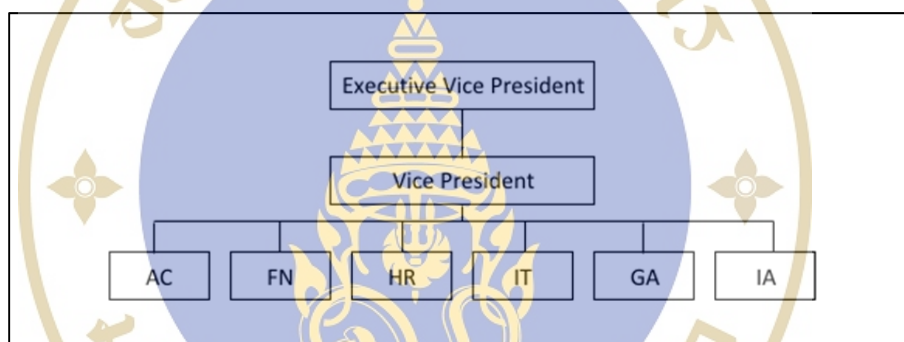 Executive Vice President
Vice President
AC FN HR IT GA IA